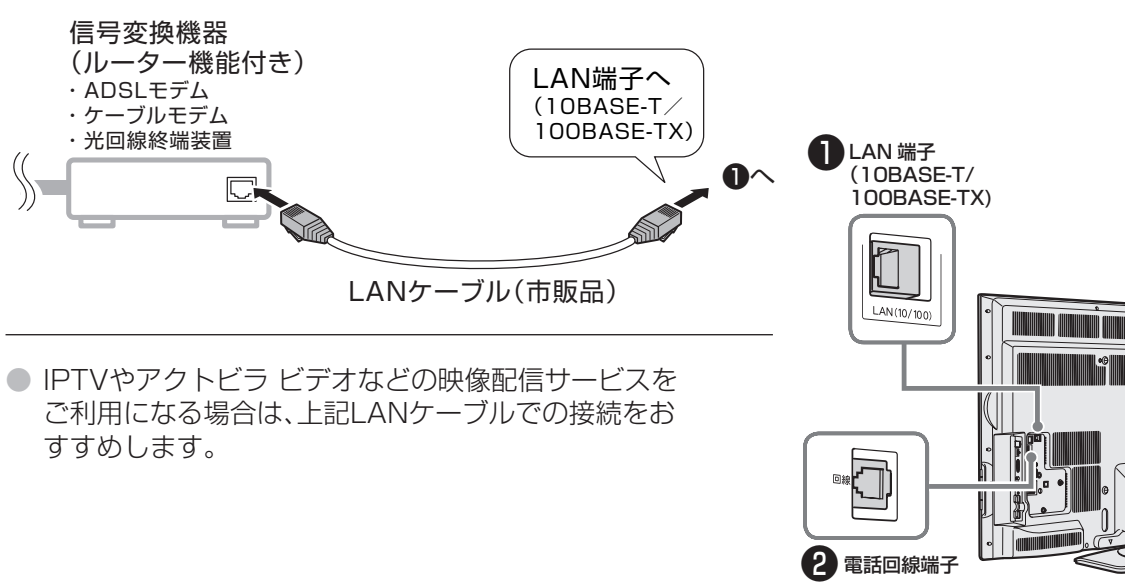 信号変換機器
（ルーター機能付き）
・ADSLモデム
・ケーブルモデム
・光回線終端装置
LAN端子へ
（10BASE-T／
100BASE-TX）
❶へ
LANケーブル（市販品）
● IPTVやアクトビラ ビデオなどの映像配信サービスを
ご利用になる場合は、上記LANケーブルでの接続をお
すすめします。
❶ LAN 端子
（10BASE-T/
100BASE-TX）
LAN(10/100)
回線
❷ 電話回線端子